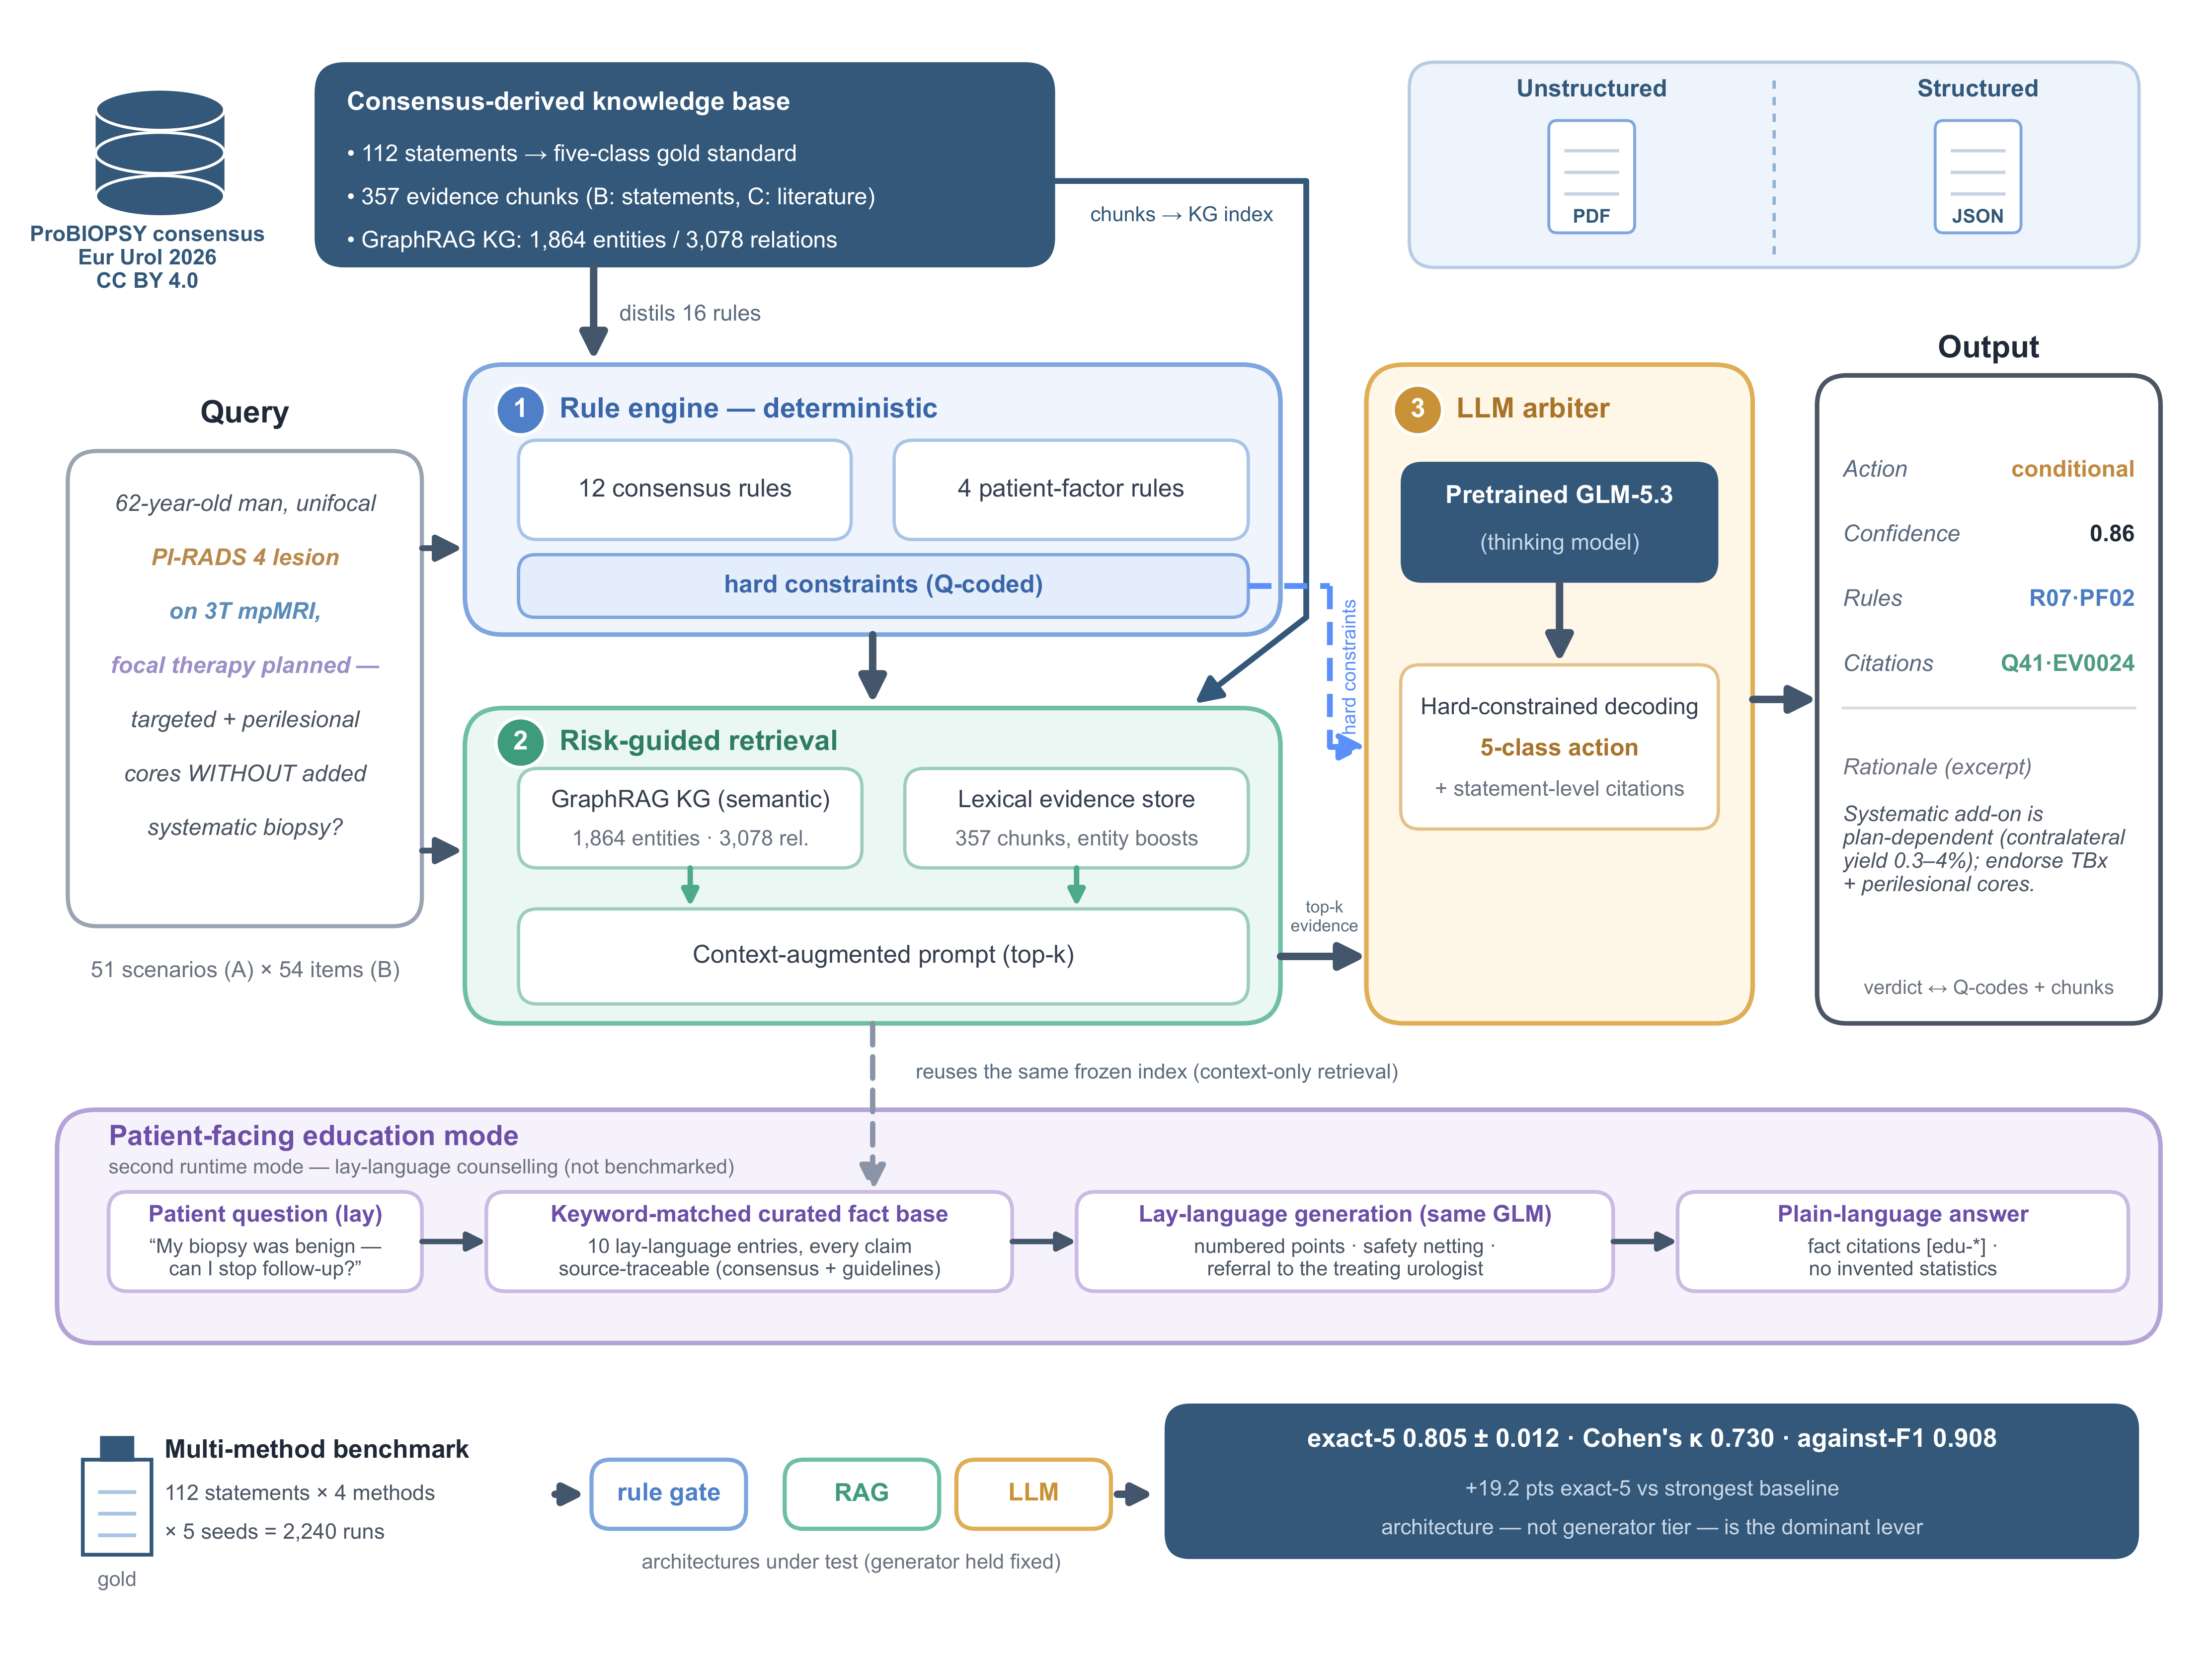 Consensus-derived knowledge base
• 112 statements → five-class gold standard
• 357 evidence chunks (B: statements, C: literature)
• GraphRAG KG: 1,864 entities / 3,078 relations
ProBIOPSY consensus
Eur Urol 2026
CC BY 4.0
chunks → KG index
Unstructured
PDF
Structured
JSON
distils 16 rules
Query
62-year-old man, unifocal
PI-RADS 4 lesion
on 3T mpMRI,
focal therapy planned —
targeted + perilesional
cores WITHOUT added
systematic biopsy?
51 scenarios (A) × 54 items (B)
1 Rule engine — deterministic
12 consensus rules
4 patient-factor rules
hard constraints (Q-coded)
hard constraints
2 Risk-guided retrieval
GraphRAG KG (semantic)
1,864 entities · 3,078 rel.
Lexical evidence store
357 chunks, entity boosts
Context-augmented prompt (top-k)
top-k
evidence
3 LLM arbiter
Pretrained GLM-5.3
(thinking model)
Hard-constrained decoding
5-class action
+ statement-level citations
Output
Action conditional
Confidence 0.86
Rules R07·PF02
Citations Q41·EV0024
Rationale (excerpt)
Systematic add-on is
plan-dependent (contralateral
yield 0.3–4%); endorse TBx
+ perilesional cores.
verdict ↔ Q-codes + chunks
reuses the same frozen index (context-only retrieval)
Patient-facing education mode
second runtime mode — lay-language counselling (not benchmarked)
Patient question (lay)
“My biopsy was benign —
can I stop follow-up?”
Keyword-matched curated fact base
10 lay-language entries, every claim
source-traceable (consensus + guidelines)
Lay-language generation (same GLM)
numbered points · safety netting ·
referral to the treating urologist
Plain-language answer
fact citations [edu-*] ·
no invented statistics
Multi-method benchmark
112 statements × 4 methods
× 5 seeds = 2,240 runs
gold
rule gate
RAG
LLM
architectures under test (generator held fixed)
exact-5 0.805 ± 0.012 · Cohen's κ 0.730 · against-F1 0.908
+19.2 pts exact-5 vs strongest baseline
architecture — not generator tier — is the dominant lever